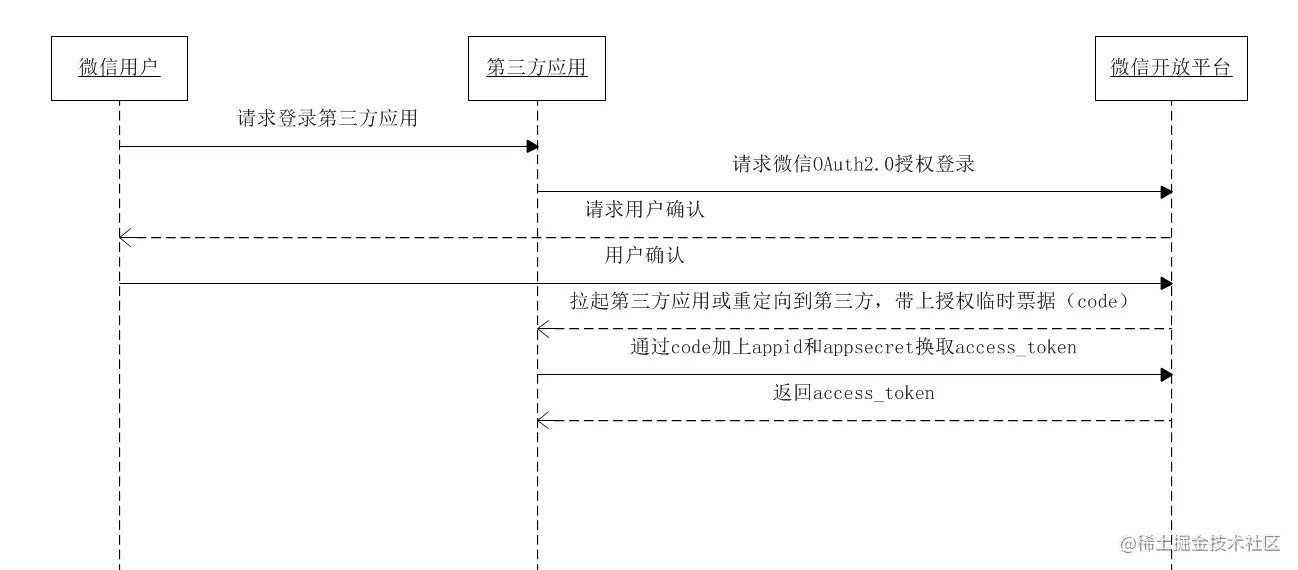 微信用户
第三方应用
微信开放平台
请求登录第三方应用
请求微信OAuth2.0授权登录
请求用户确认
用户确认
拉起第三方应用或重定向到第三方，带上授权临时票据（code）
通过code加上appid和appsecret换取access_token
返回access_token
@稀土掘金技术社区